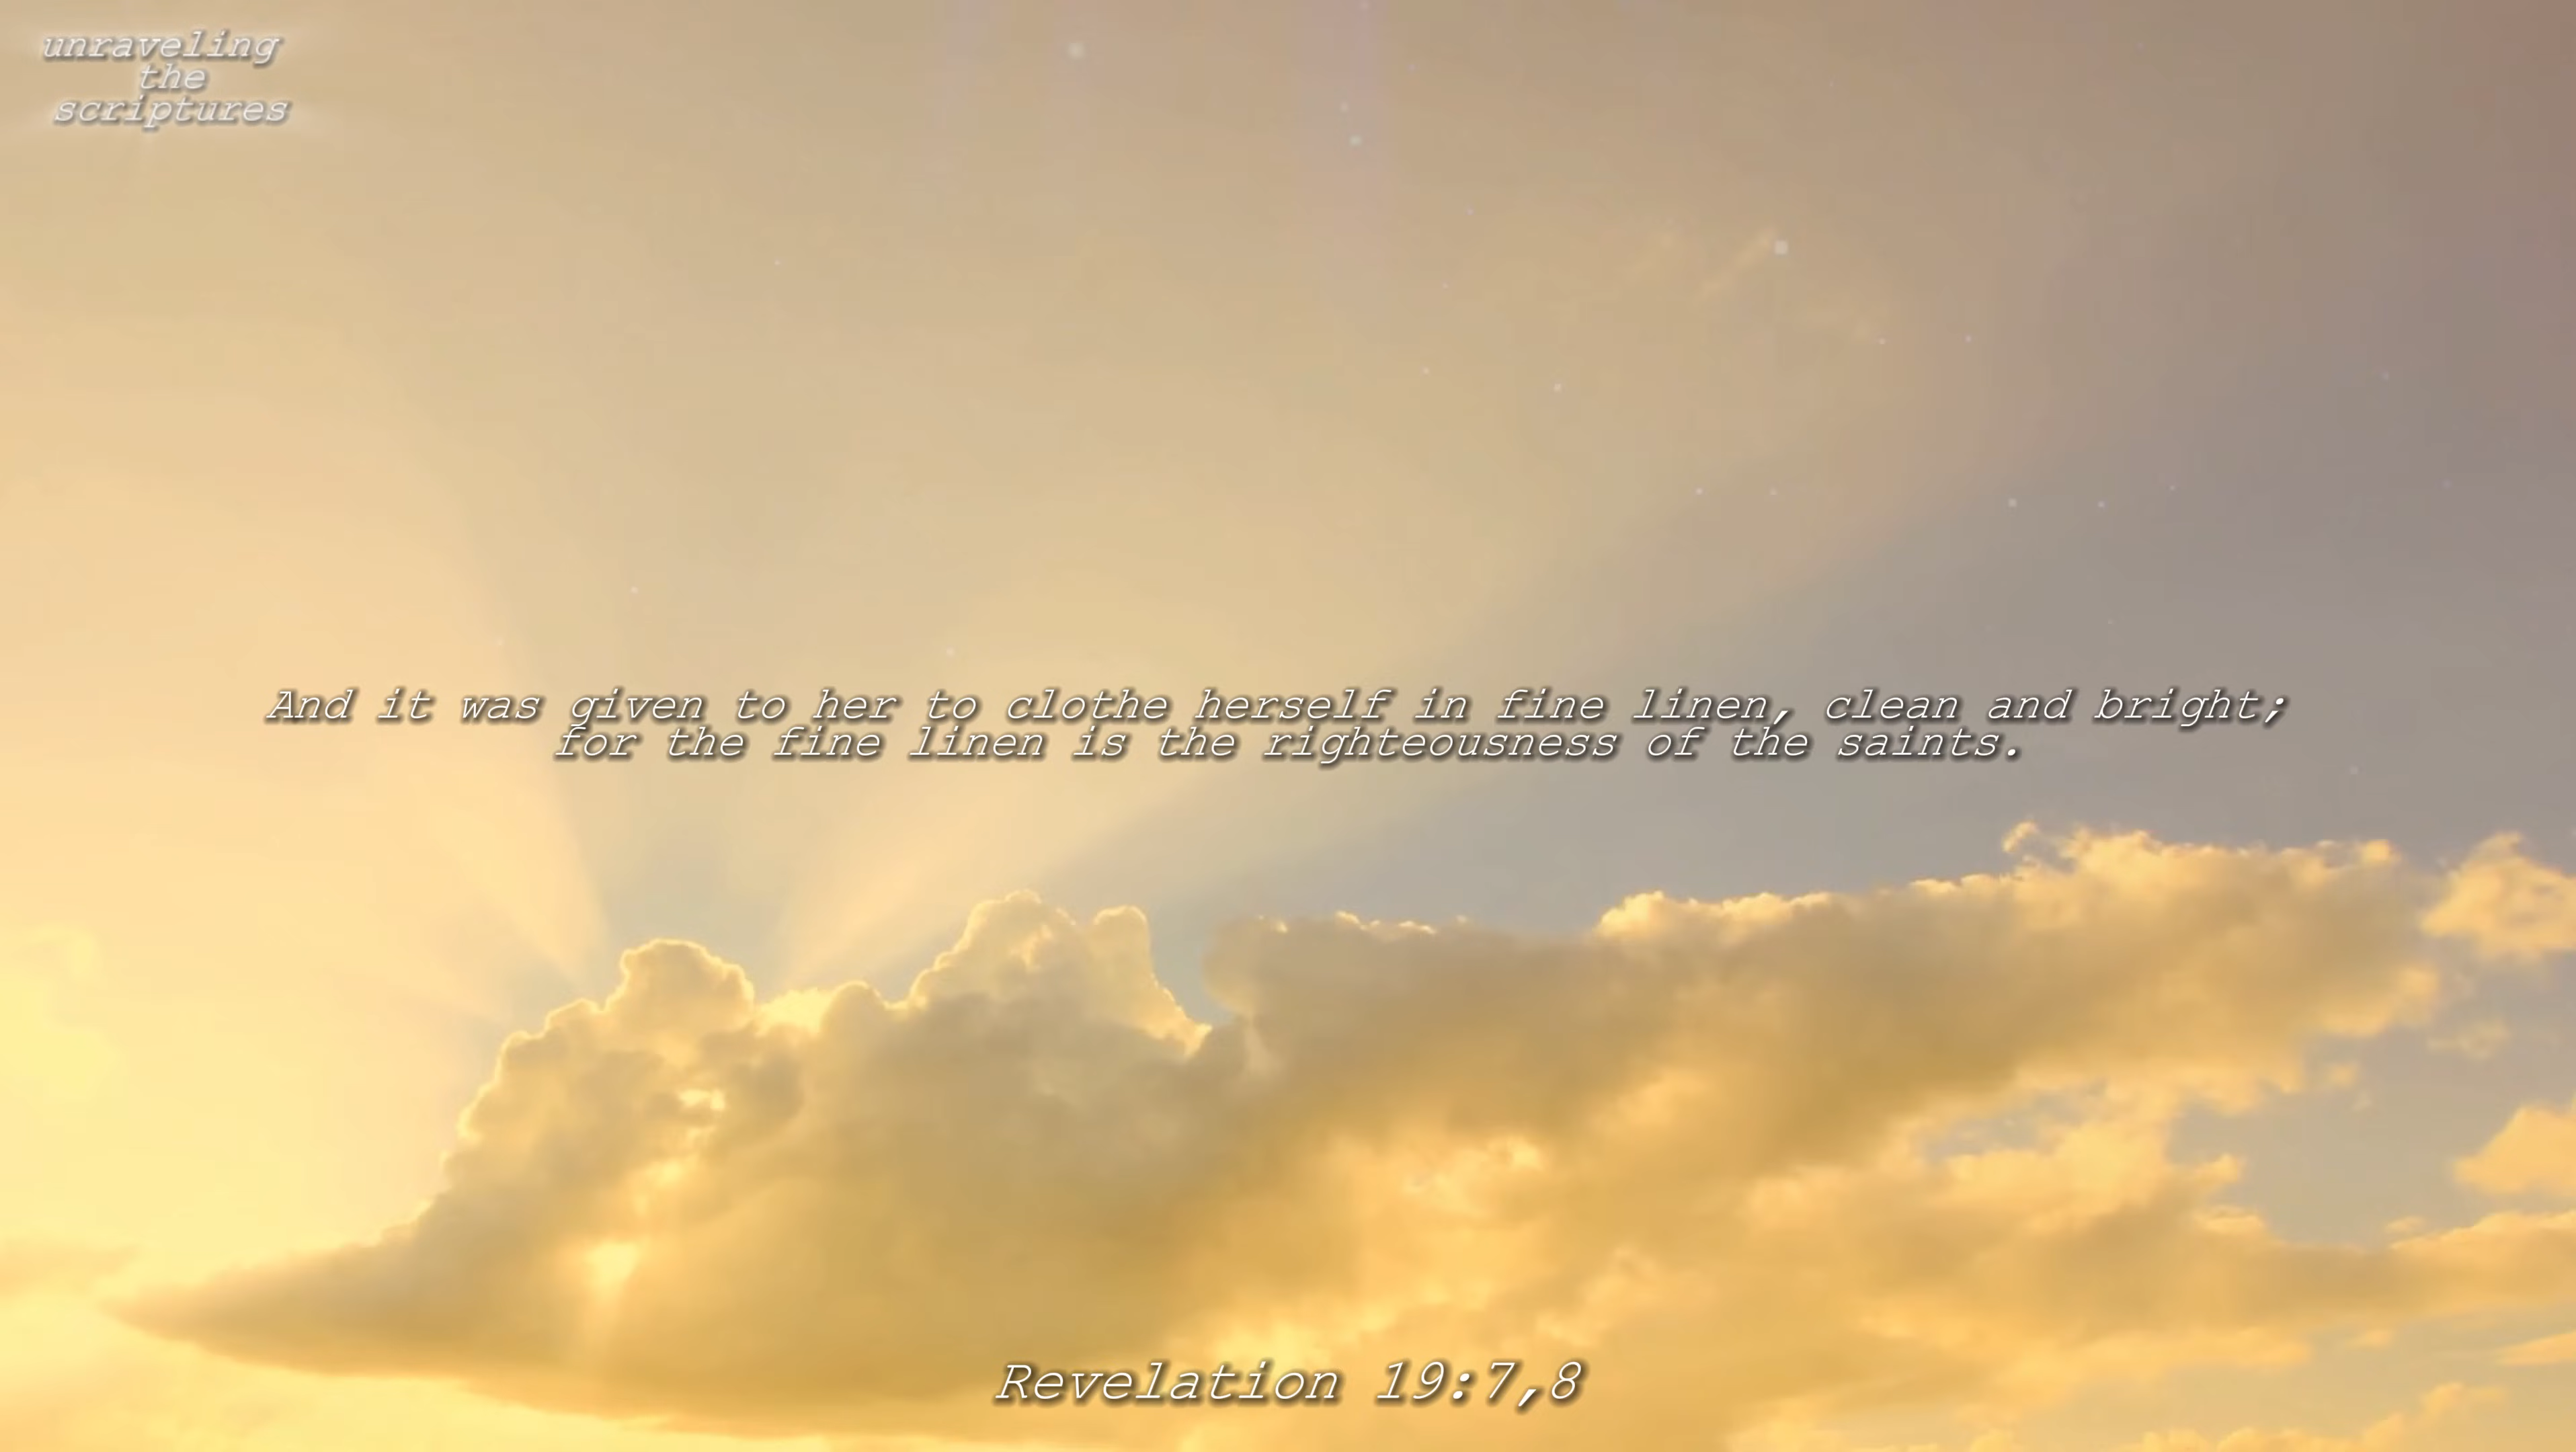 unraveling
the
scriptures
And it was given to her to clothe herself in fine linen, clean and bright;
for the fine linen is the righteousness of the saints.
Revelation 19:7,8